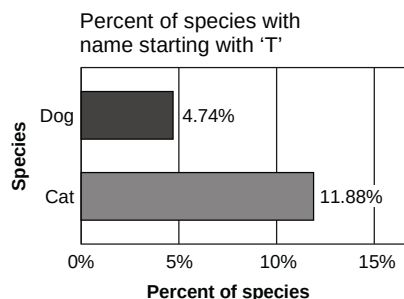 Percent of species with
name starting with ‘T’
Dog
4.74%
Species
Cat
11.88%
0%
5%
10%
15%
Percent of species